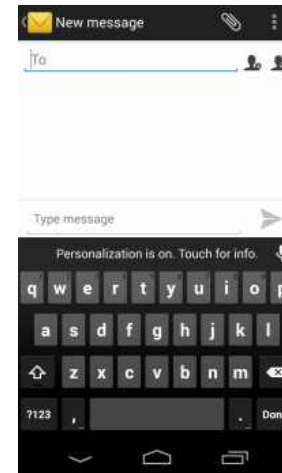 New message
To
Type message
Personalization is on. Touch for info.
q w e r t y u i o p
a s d f g h j k l
z x c v b n m
?123 , . Don